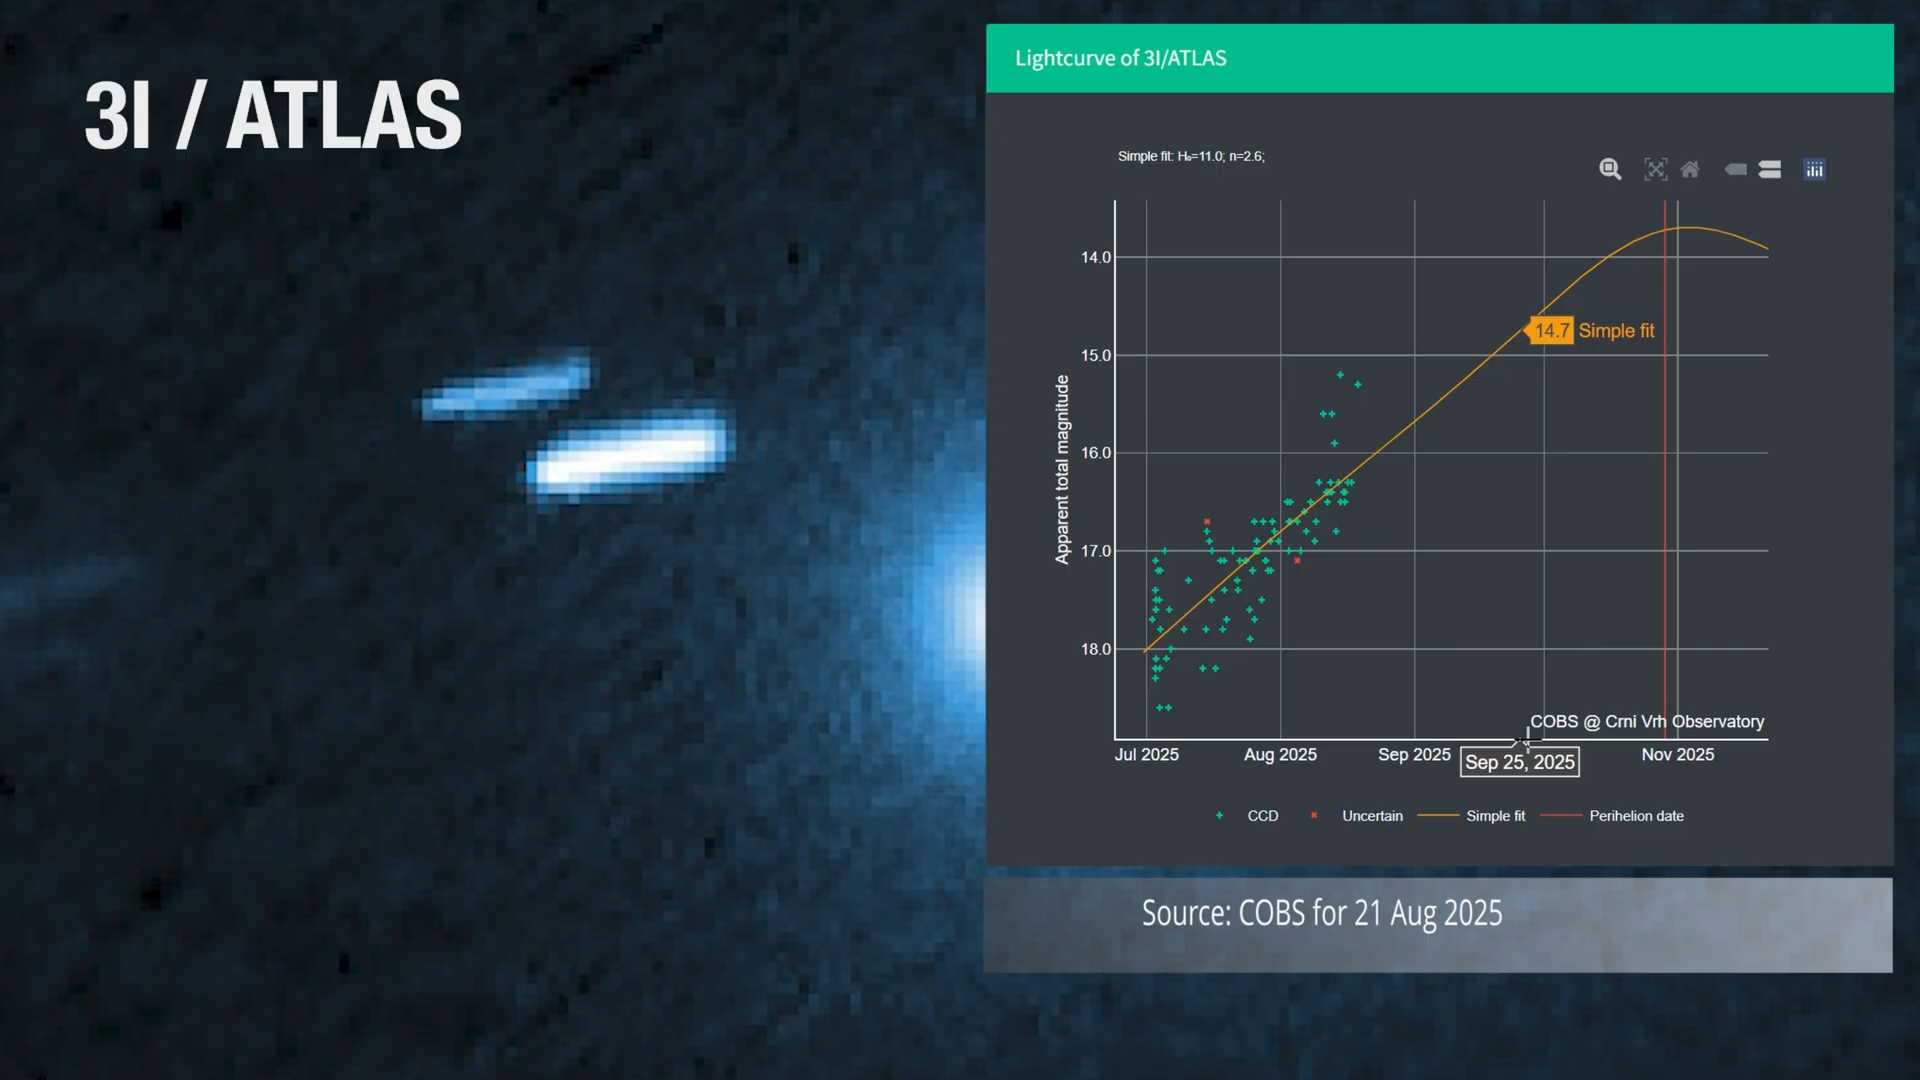 3I / ATLAS
Lightcurve of 3I/ATLAS
Simple fit: H₀=11.0; n=2.6;
Apparent total magnitude
14.0
15.0
16.0
17.0
18.0
14.7 Simple fit
COBS @ Crni Vrh Observatory
Jul 2025 Aug 2025 Sep 2025 Nov 2025
Sep 25, 2025
CCD Uncertain Simple fit Perihelion date
Source: COBS for 21 Aug 2025